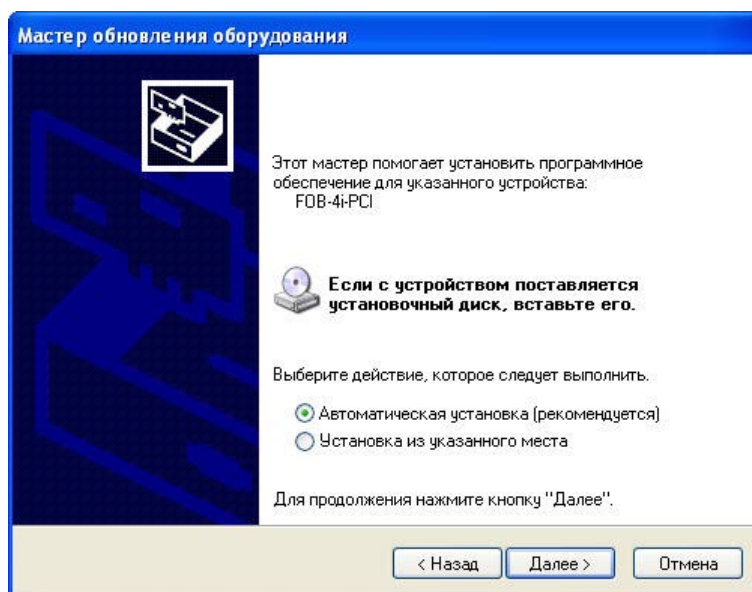 Мастер обновления оборудования
Этот мастер помогает установить программное
обеспечение для указанного устройства:
FOB-4i-PCI
Если с устройством поставляется
установочный диск, вставьте его.
Выберите действие, которое следует выполнить.
Автоматическая установка (рекомендуется)
Установка из указанного места
Для продолжения нажмите кнопку "Далее".
< Назад
Далее >
Отмена